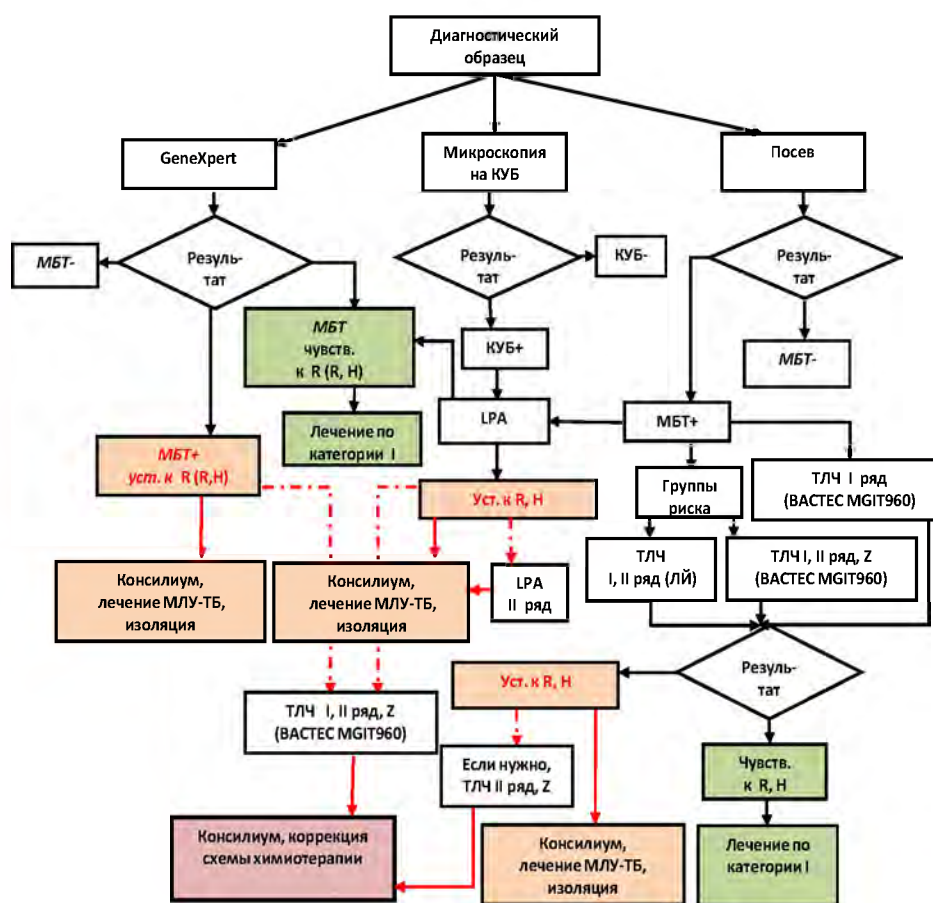 Диагностический
образец
GeneXpert
Микроскопия
на КУБ
Посев
МБТ-
Резуль-
тат
Резуль-
тат
КУБ-
Резуль-
тат
МБТ
чувств.
к R (R, H)
КУБ+
МБТ-
Лечение по
категории I
LPA
МБТ+
МБТ+
уст. к R (R,H)
Уст. к R, H
Группы
риска
ТЛЧ I ряд
(BACTEC MGIT960)
Консилиум,
лечение МЛУ-ТБ,
изоляция
Консилиум,
лечение МЛУ-ТБ,
изоляция
LPA
II ряд
ТЛЧ
I, II ряд (ЛЙ)
ТЛЧ I, II ряд, Z
(BACTEC MGIT960)
Уст. к R, H
Резуль-
тат
ТЛЧ I, II ряд, Z
(BACTEC MGIT960)
Если нужно,
ТЛЧ II ряд, Z
Чувств.
к R, H
Консилиум, коррекция
схемы химиотерапии
Консилиум,
лечение МЛУ-ТБ,
изоляция
Лечение по
категории I